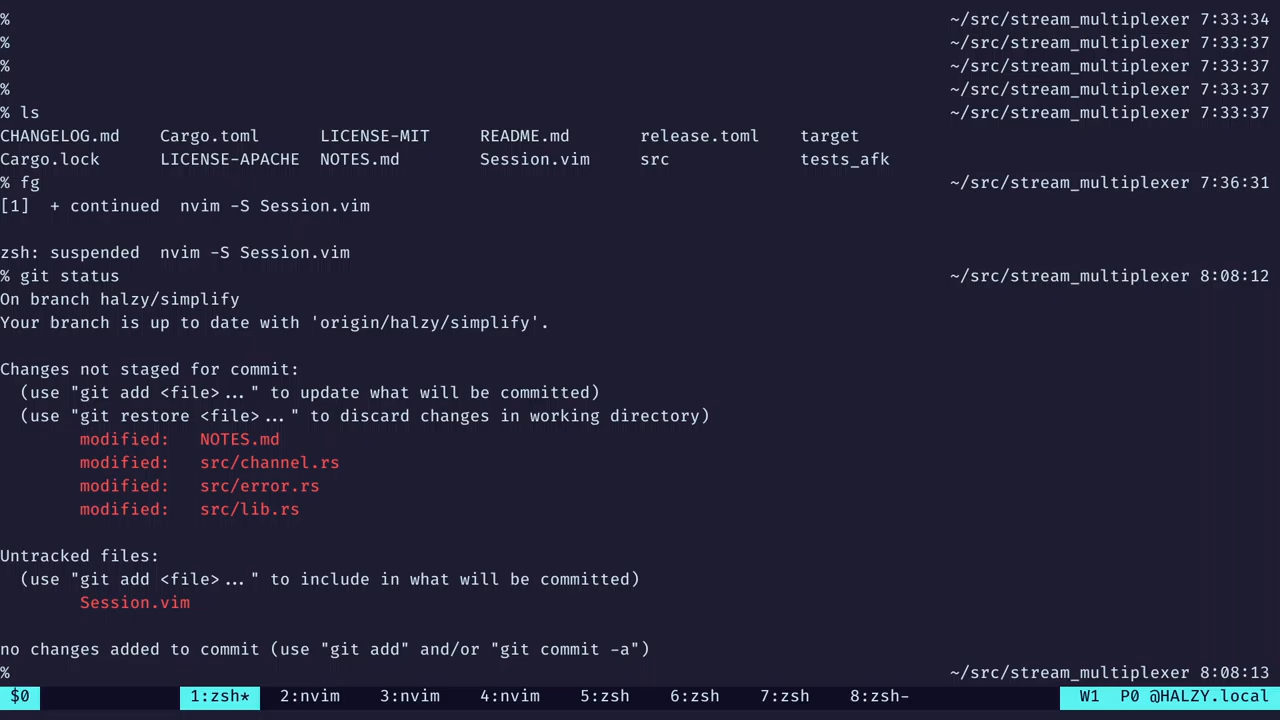 % ~/src/stream_multiplexer 7:33:34
% ~/src/stream_multiplexer 7:33:37
% ~/src/stream_multiplexer 7:33:37
% ~/src/stream_multiplexer 7:33:37
% ls ~/src/stream_multiplexer 7:33:37
CHANGELOG.md Cargo.toml LICENSE-MIT README.md release.toml target
Cargo.lock LICENSE-APACHE NOTES.md Session.vim src tests_afk
% fg ~/src/stream_multiplexer 7:36:31
[1] + continued nvim -S Session.vim
zsh: suspended nvim -S Session.vim
% git status ~/src/stream_multiplexer 8:08:12
On branch halzy/simplify
Your branch is up to date with 'origin/halzy/simplify'.
Changes not staged for commit:
(use "git add <file>..." to update what will be committed)
(use "git restore <file>..." to discard changes in working directory)
modified: NOTES.md
modified: src/channel.rs
modified: src/error.rs
modified: src/lib.rs
Untracked files:
(use "git add <file>..." to include in what will be committed)
Session.vim
no changes added to commit (use "git add" and/or "git commit -a")
% ~/src/stream_multiplexer 8:08:13
$0 1:zsh* 2:nvim 3:nvim 4:nvim 5:zsh 6:zsh 7:zsh 8:zsh- W1 P0 @HALZY.local